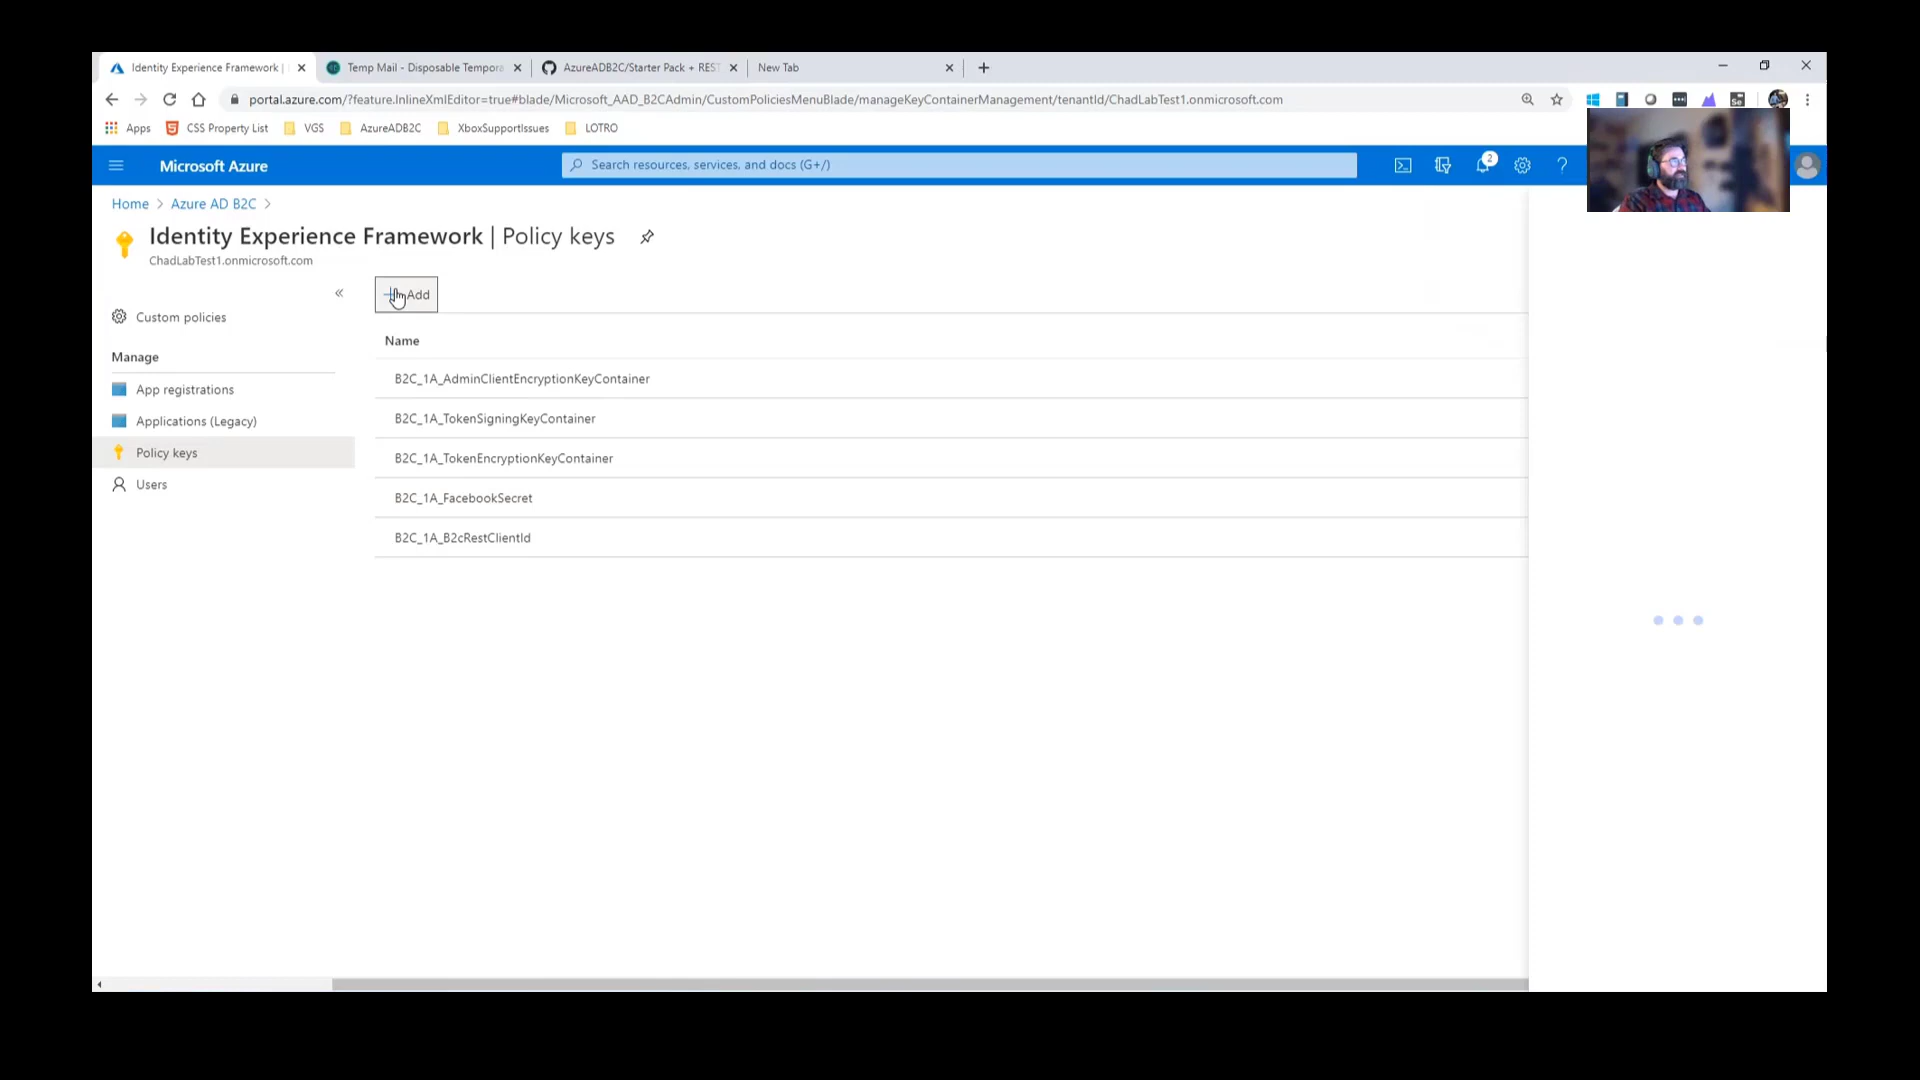 Identity Experience Framework |
Temp Mail - Disposable Tempora
AzureADB2C/Starter Pack + REST
New Tab
portal.azure.com/?feature.InlineXmlEditor=true#blade/Microsoft_AAD_B2CAdmin/CustomPoliciesMenuBlade/manageKeyContainerManagement/tenantId/ChadLabTest1.onmicrosoft.com
Apps
CSS Property List
VGS
AzureADB2C
XboxSupportIssues
LOTRO
Microsoft Azure
Search resources, services, and docs (G+/)
2
Home > Azure AD B2C >
Identity Experience Framework | Policy keys
ChadLabTest1.onmicrosoft.com
Add
Custom policies
Manage
App registrations
Applications (Legacy)
Policy keys
Users
Name
B2C_1A_AdminClientEncryptionKeyContainer
B2C_1A_TokenSigningKeyContainer
B2C_1A_TokenEncryptionKeyContainer
B2C_1A_FacebookSecret
B2C_1A_B2cRestClientId